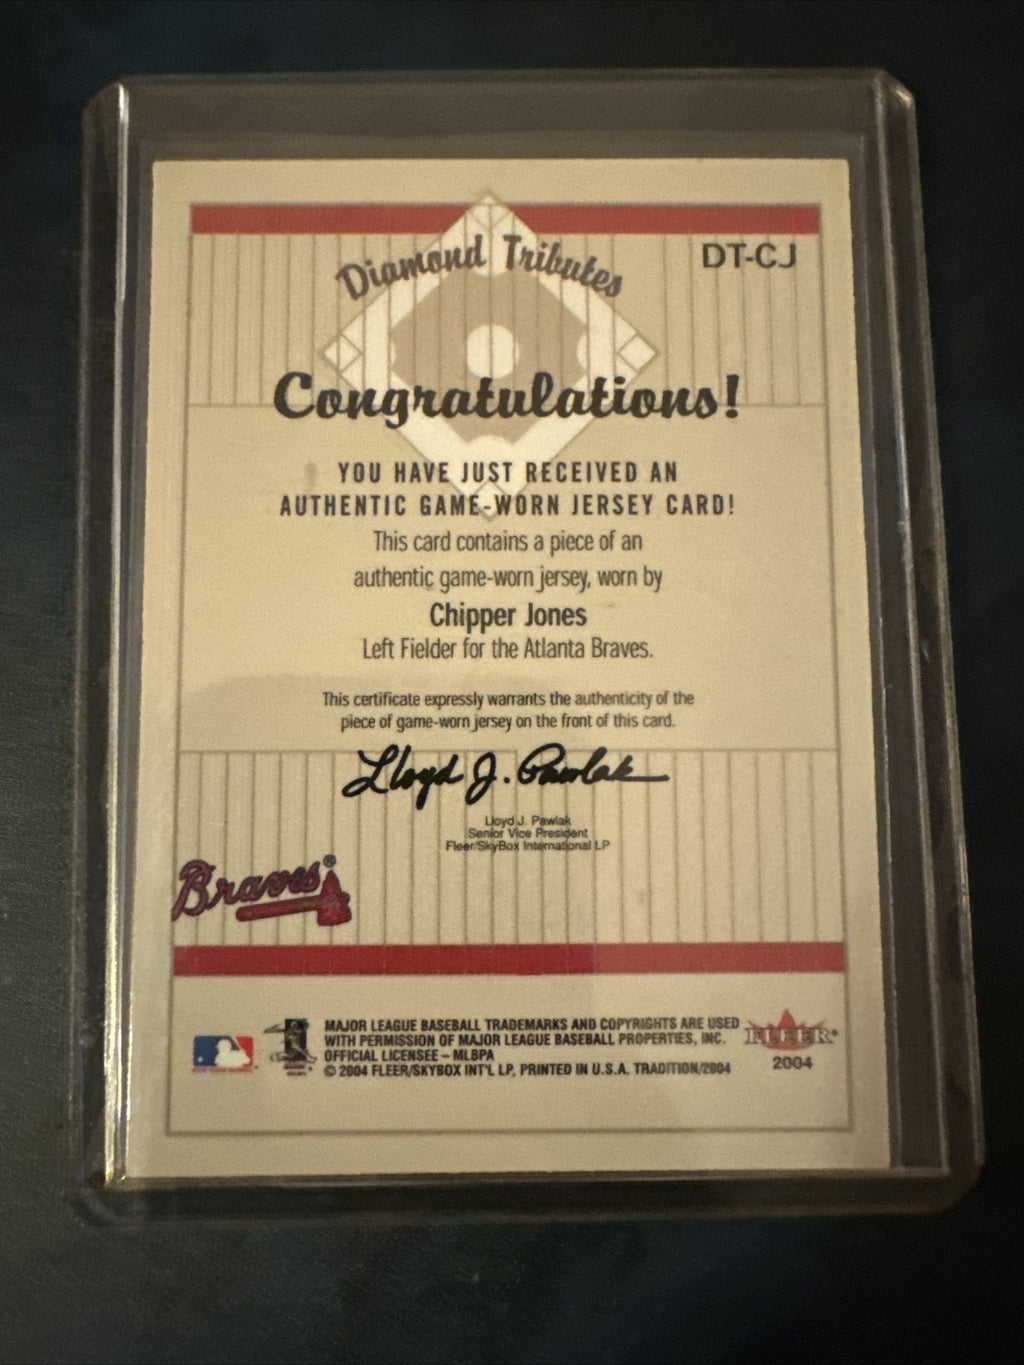 Diamond Tributes
DT-CJ
Congratulations!
YOU HAVE JUST RECEIVED AN
AUTHENTIC GAME-WORN JERSEY CARD!
This card contains a piece of an
authentic game-worn jersey, worn by
Chipper Jones
Left Fielder for the Atlanta Braves.
This certificate expressly warrants the authenticity of the
piece of game-worn jersey on the front of this card.
Lloyd J. Pawlak
Lloyd J. Pawlak
Senior Vice President
Fleer/SkyBox International LP
Braves®
MAJOR LEAGUE BASEBALL TRADEMARKS AND COPYRIGHTS ARE USED
WITH PERMISSION OF MAJOR LEAGUE BASEBALL PROPERTIES, INC.
OFFICIAL LICENSEE – MLBPA
© 2004 FLEER/SKYBOX INT'L LP, PRINTED IN U.S.A. TRADITION/2004
FLEER®
2004